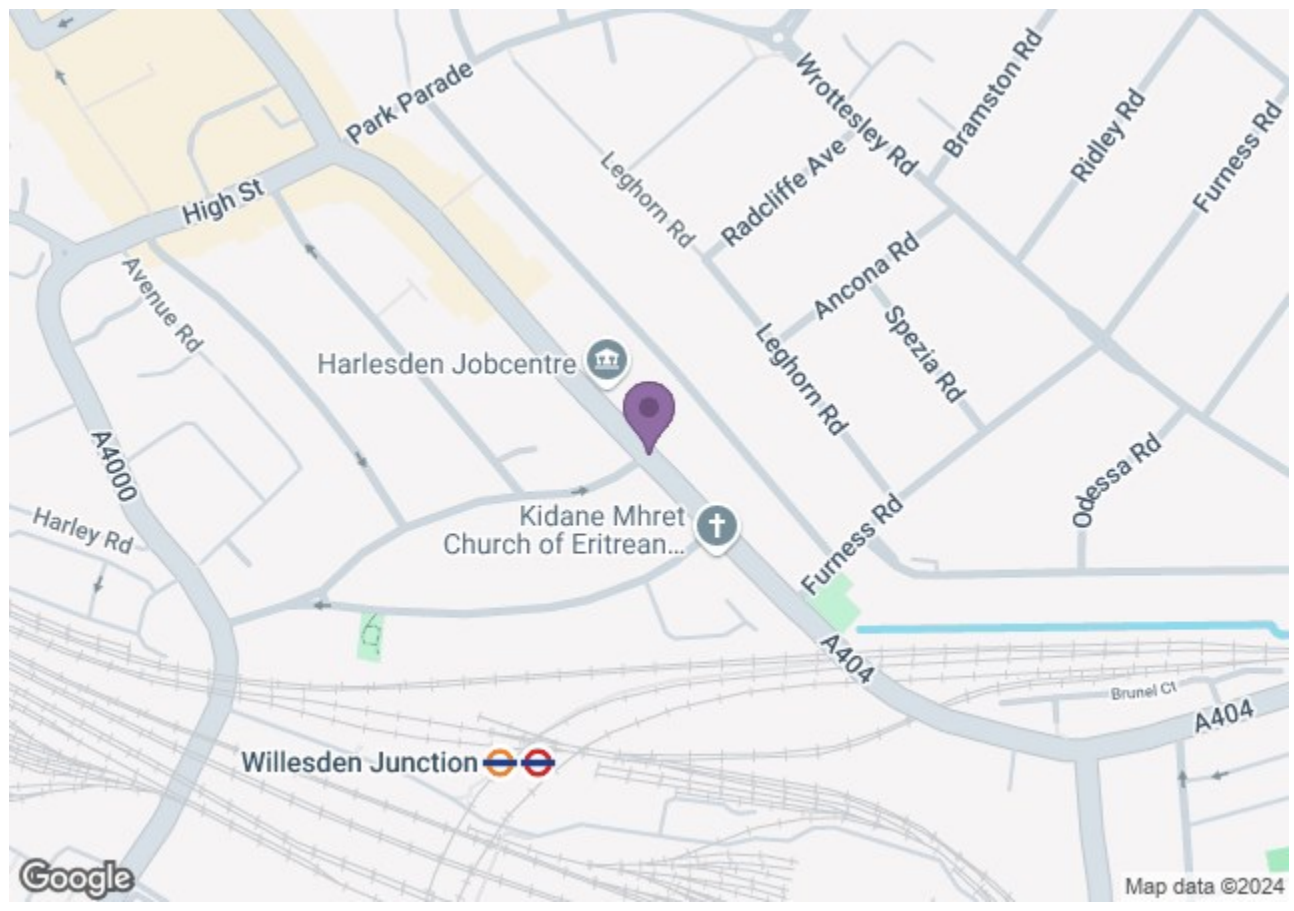 Park Parade
High St
Wrottesley Rd
Bramston Rd
Ridley Rd
Furness Rd
Leghorn Rd
Radcliffe Ave
Ancona Rd
Avenue Rd
Spezia Rd
Harlesden Jobcentre
Leghorn Rd
A4000
Odessa Rd
Harley Rd
Kidane Mhret
Church of Eritrean...
Furness Rd
A404
Brunel Ct
A404
Willesden Junction
Google
Map data ©2024